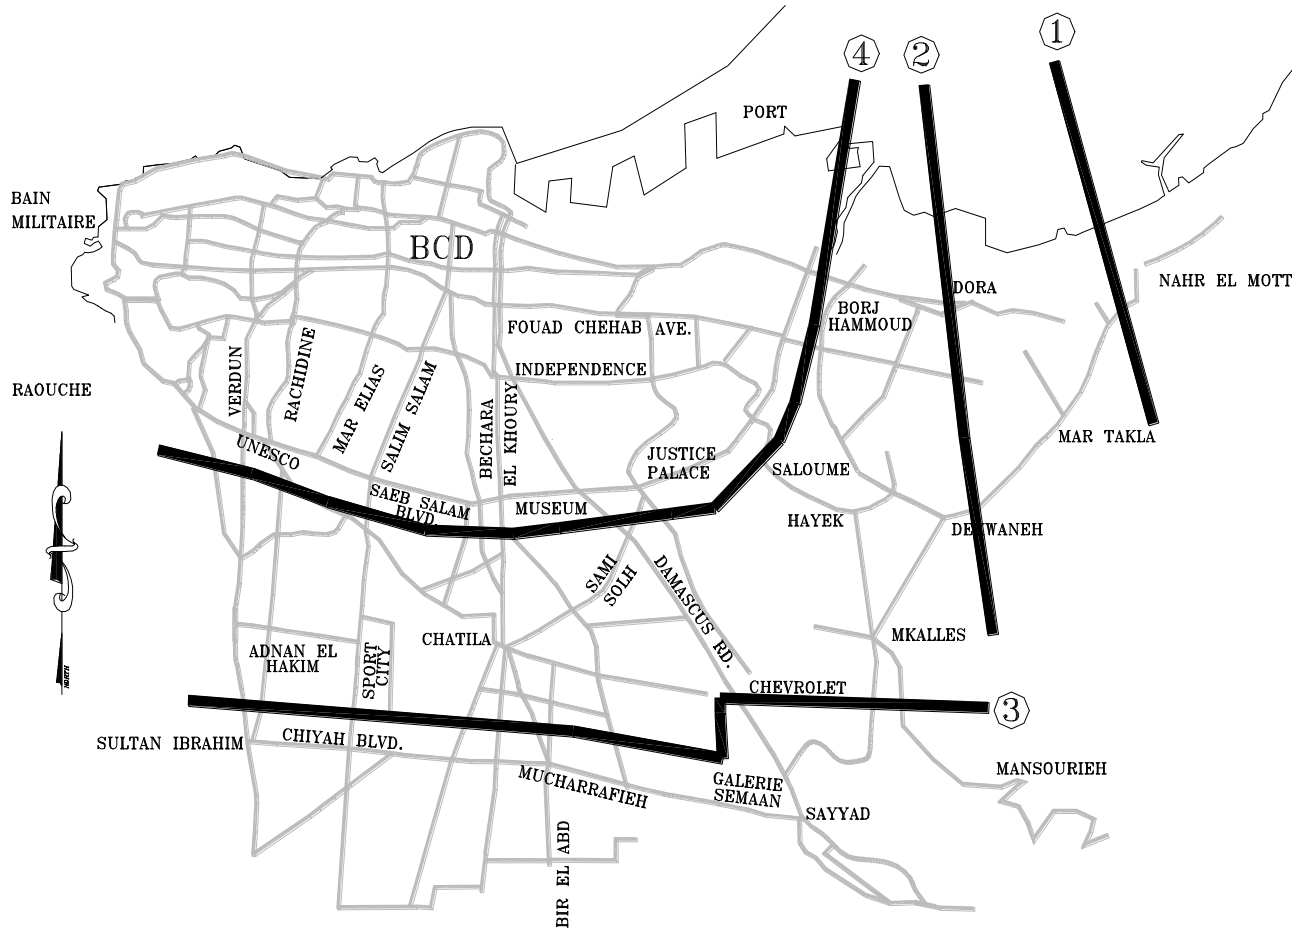 1
4
2
PORT
BAIN
MILITAIRE
BCD
NAHR EL MOTT
DORA
BORJ
HAMMOUD
FOUAD CHEHAB AVE.
INDEPENDENCE
RAOUCHE
VERDUN
RACHIDINE
MAR ELIAS
SALIM SALAM
BECHARA
EL KHOURY
MAR TAKLA
UNESCO
JUSTICE
PALACE
SALOUME
SAEB SALAM
BLVD.
MUSEUM
HAYEK
DEKWANEH
SAMI
SOLH
DAMASCUS RD.
CHATILA
MKALLES
ADNAN EL
HAKIM
SPORT
CITY
NORTH
CHEVROLET
3
SULTAN IBRAHIM
CHIYAH BLVD.
MUCHARRAFIEH
GALERIE
SEMAAN
MANSOURIEH
SAYYAD
BIR EL ABD